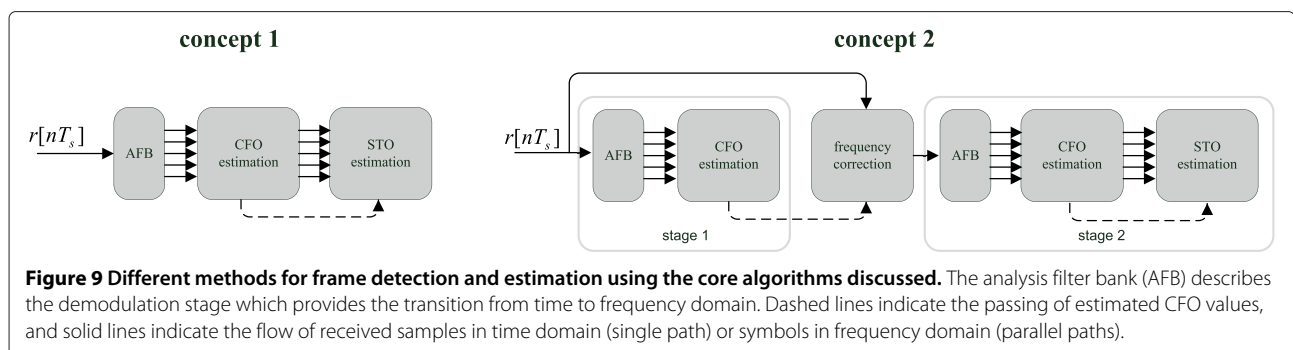 concept 1
concept 2
r[nT_s]
AFB
CFO
estimation
STO
estimation
r[nT_s]
AFB
CFO
estimation
stage 1
frequency
correction
AFB
CFO
estimation
STO
estimation
stage 2
Figure 9 Different methods for frame detection and estimation using the core algorithms discussed. The analysis filter bank (AFB) describes
the demodulation stage which provides the transition from time to frequency domain. Dashed lines indicate the passing of estimated CFO values,
and solid lines indicate the flow of received samples in time domain (single path) or symbols in frequency domain (parallel paths).